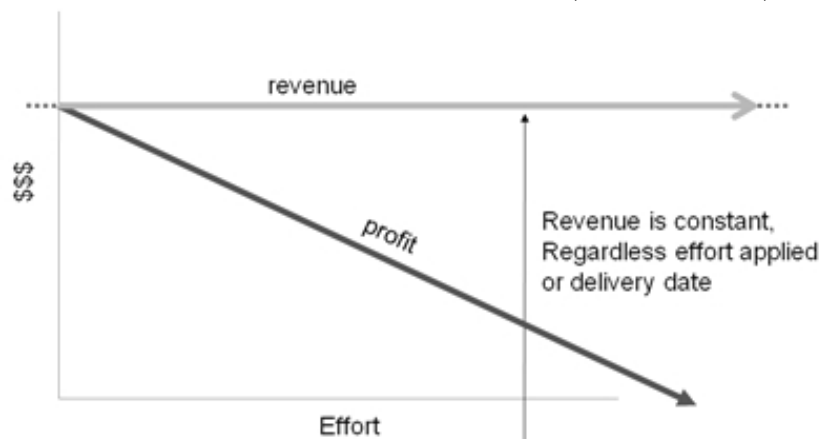 revenue
$$$
profit
Revenue is constant,
Regardless effort applied
or delivery date
Effort